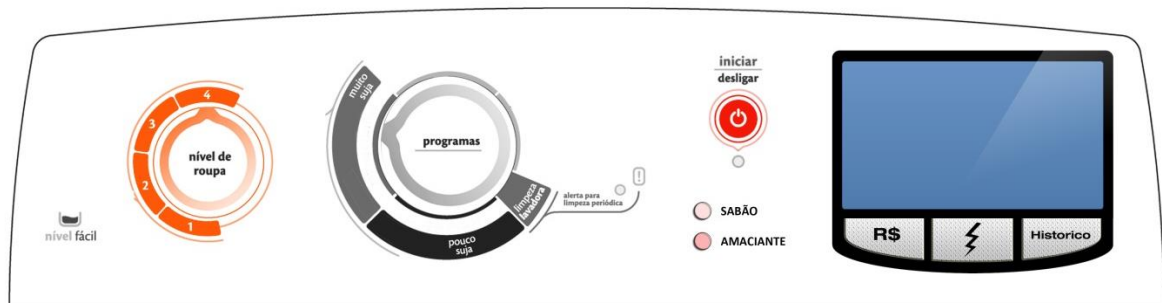 nível fácil
4
3
2
1
nível de
roupa
muito
suja
programas
pouco
suja
limpeza
lavadora
alerta para
limpeza periódica
!
iniciar
desligar
SABÃO
AMACIANTE
R$
Historico